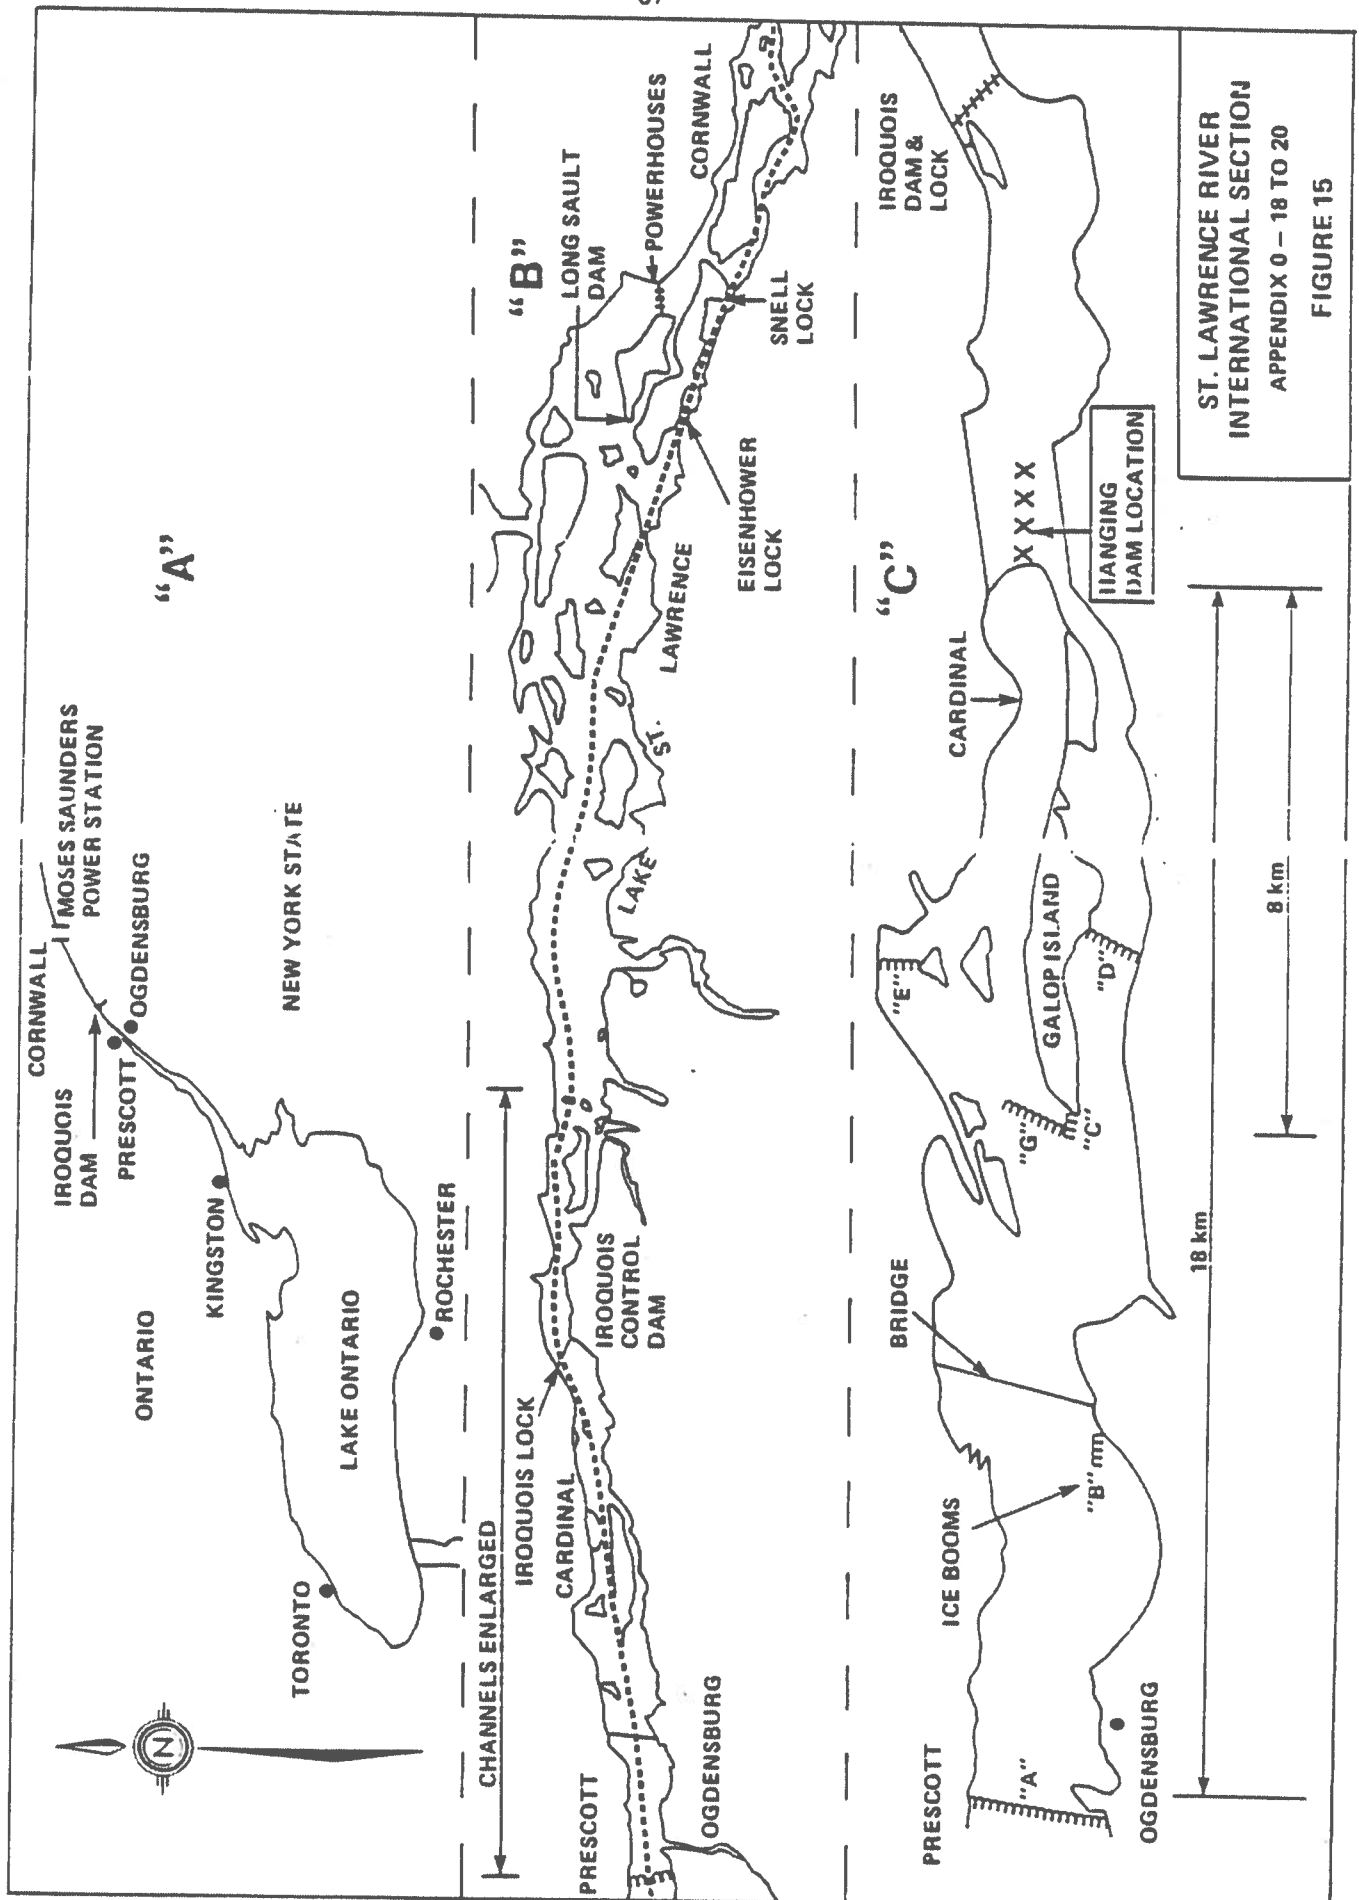 "A"
CORNWALL
MOSES SAUNDERS
POWER STATION
IROQUOIS
DAM
PRESCOTT
OGDENSBURG
ONTARIO
KINGSTON
NEW YORK STATE
LAKE ONTARIO
ROCHESTER
TORONTO
N
"B"
CHANNELS ENLARGED
LONG SAULT
DAM
POWERHOUSES
CORNWALL
IROQUOIS LOCK
CARDINAL
PRESCOTT
OGDENSBURG
IROQUOIS
CONTROL
DAM
LAKE
ST.
LAWRENCE
EISENHOWER
LOCK
SNELL
LOCK
"C"
IROQUOIS
DAM &
LOCK
CARDINAL
BRIDGE
ICE BOOMS
PRESCOTT
"A"
OGDENSBURG
"B"
"G"
"C"
"E"
GALOP ISLAND
"D"
X X X X
HANGING
DAM LOCATION
8 km
18 km
ST. LAWRENCE RIVER
INTERNATIONAL SECTION
APPENDIX 0 – 18 TO 20
FIGURE 15